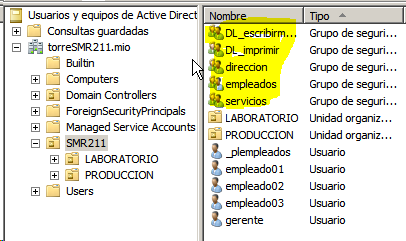 Usuarios y equipos de Active Direct
Consultas guardadas
torreSMR211.mio
Builtin
Computers
Domain Controllers
ForeignSecurityPrincipals
Managed Service Accounts
SMR211
LABORATORIO
PRODUCCION
Users
Nombre Tipo
DL_escribirm... Grupo de seguri...
DL_imprimir Grupo de seguri...
direccion Grupo de seguri...
empleados Grupo de seguri...
servicios Grupo de seguri...
LABORATORIO Unidad organiz...
PRODUCCION Unidad organiz...
_plempleados Usuario
empleado01 Usuario
empleado02 Usuario
empleado03 Usuario
gerente Usuario